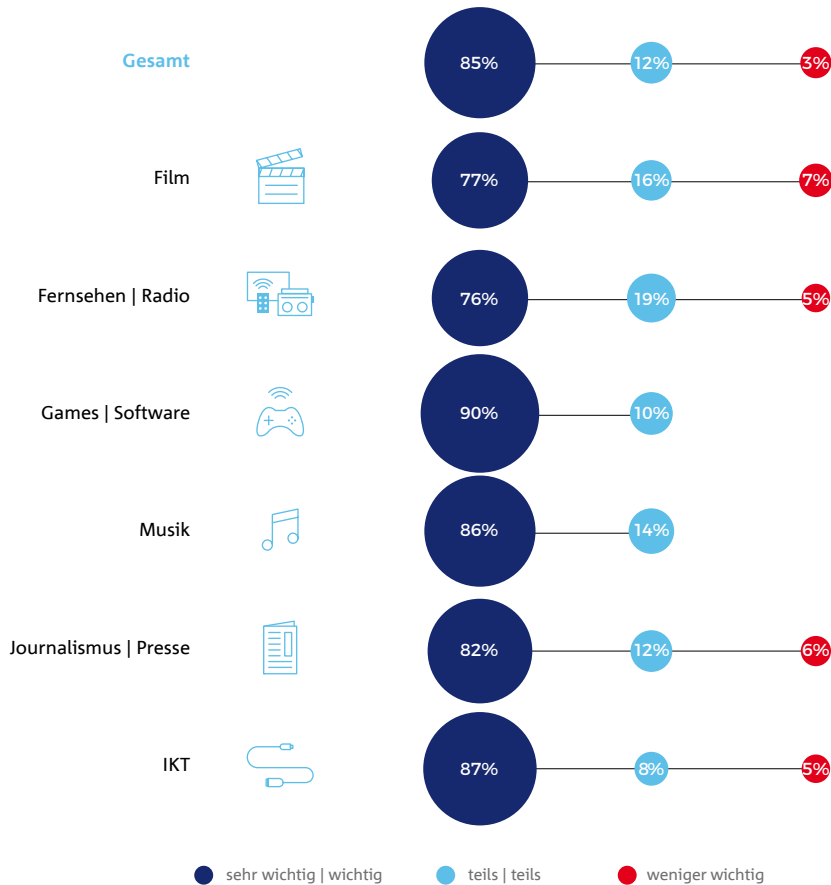 Gesamt 85% 12% 3%
Film 77% 16% 7%
Fernsehen | Radio 76% 19% 5%
Games | Software 90% 10%
Musik 86% 14%
Journalismus | Presse 82% 12% 6%
IKT 87% 8% 5%
sehr wichtig | wichtig teils | teils weniger wichtig